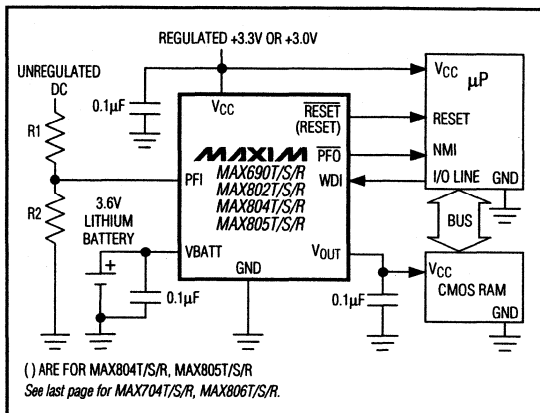 REGULATED +3.3V OR +3.0V
UNREGULATED
DC
R1
R2
0.1µF
VCC
3.6V
LITHIUM
BATTERY
+
0.1µF
VCC
RESET
(RESET)
MAXIM
MAX690T/S/R
MAX802T/S/R
MAX804T/S/R
MAX805T/S/R
PFI
PFO
WDI
VBATT
VOUT
GND
VCC
µP
RESET
NMI
I/O LINE
GND
BUS
0.1µF
VCC
CMOS RAM
GND
( ) ARE FOR MAX804T/S/R, MAX805T/S/R
See last page for MAX704T/S/R, MAX806T/S/R.